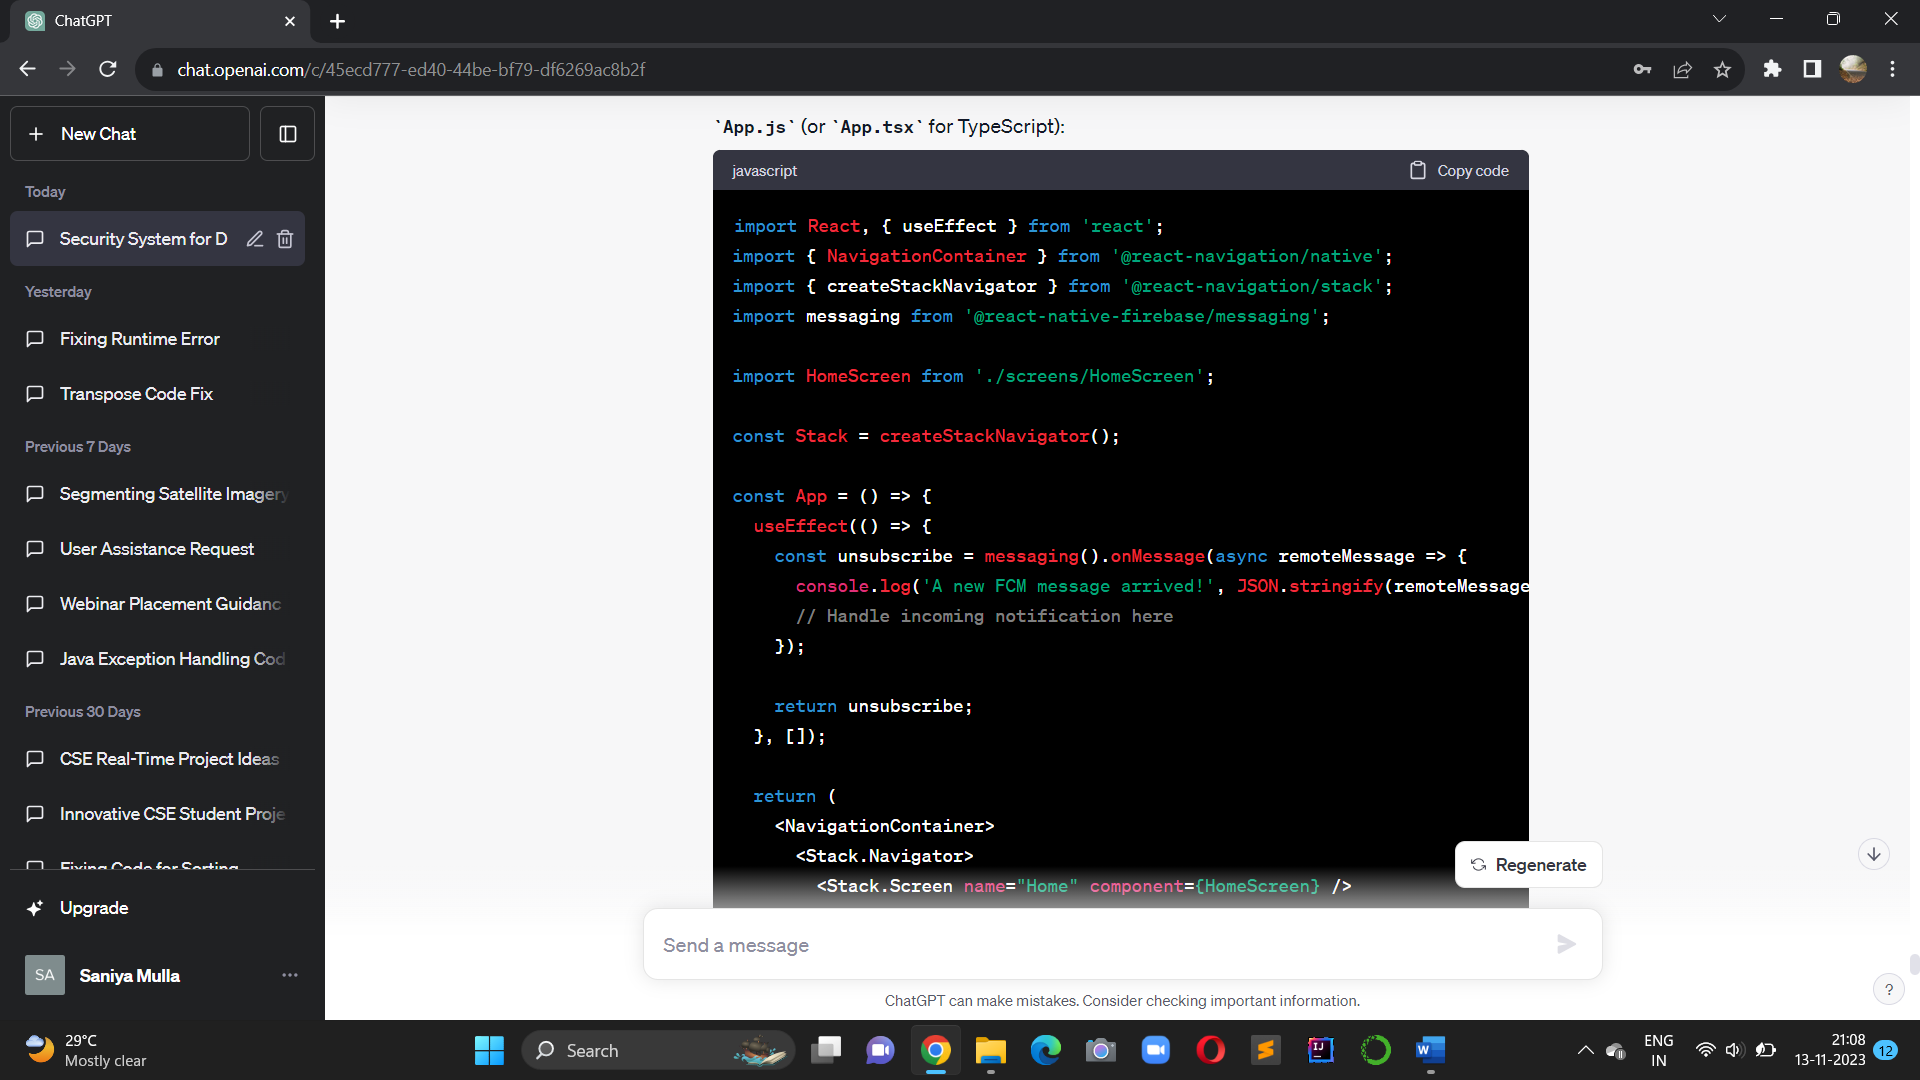 ChatGPT
chat.openai.com/c/45ecd777-ed40-44be-bf79-df6269ac8b2f
New Chat
Today
Security System for D
Yesterday
Fixing Runtime Error
Transpose Code Fix
Previous 7 Days
Segmenting Satellite Imagery
User Assistance Request
Webinar Placement Guidanc
Java Exception Handling Cod
Previous 30 Days
CSE Real-Time Project Ideas
Innovative CSE Student Proje
Fixing Code for Sorting
Upgrade
SA
Saniya Mulla
`App.js` (or `App.tsx` for TypeScript):
javascript
Copy code
import React, { useEffect } from 'react';
import { NavigationContainer } from '@react-navigation/native';
import { createStackNavigator } from '@react-navigation/stack';
import messaging from '@react-native-firebase/messaging';
import HomeScreen from './screens/HomeScreen';
const Stack = createStackNavigator();
const App = () => {
useEffect(() => {
const unsubscribe = messaging().onMessage(async remoteMessage => {
console.log('A new FCM message arrived!', JSON.stringify(remoteMessage
// Handle incoming notification here
});
return unsubscribe;
}, []);
return (
<NavigationContainer>
<Stack.Navigator>
<Stack.Screen name="Home" component={HomeScreen} />
Regenerate
Send a message
ChatGPT can make mistakes. Consider checking important information.
?
29°C
Mostly clear
Search
ENG
IN
21:08
13-11-2023
12